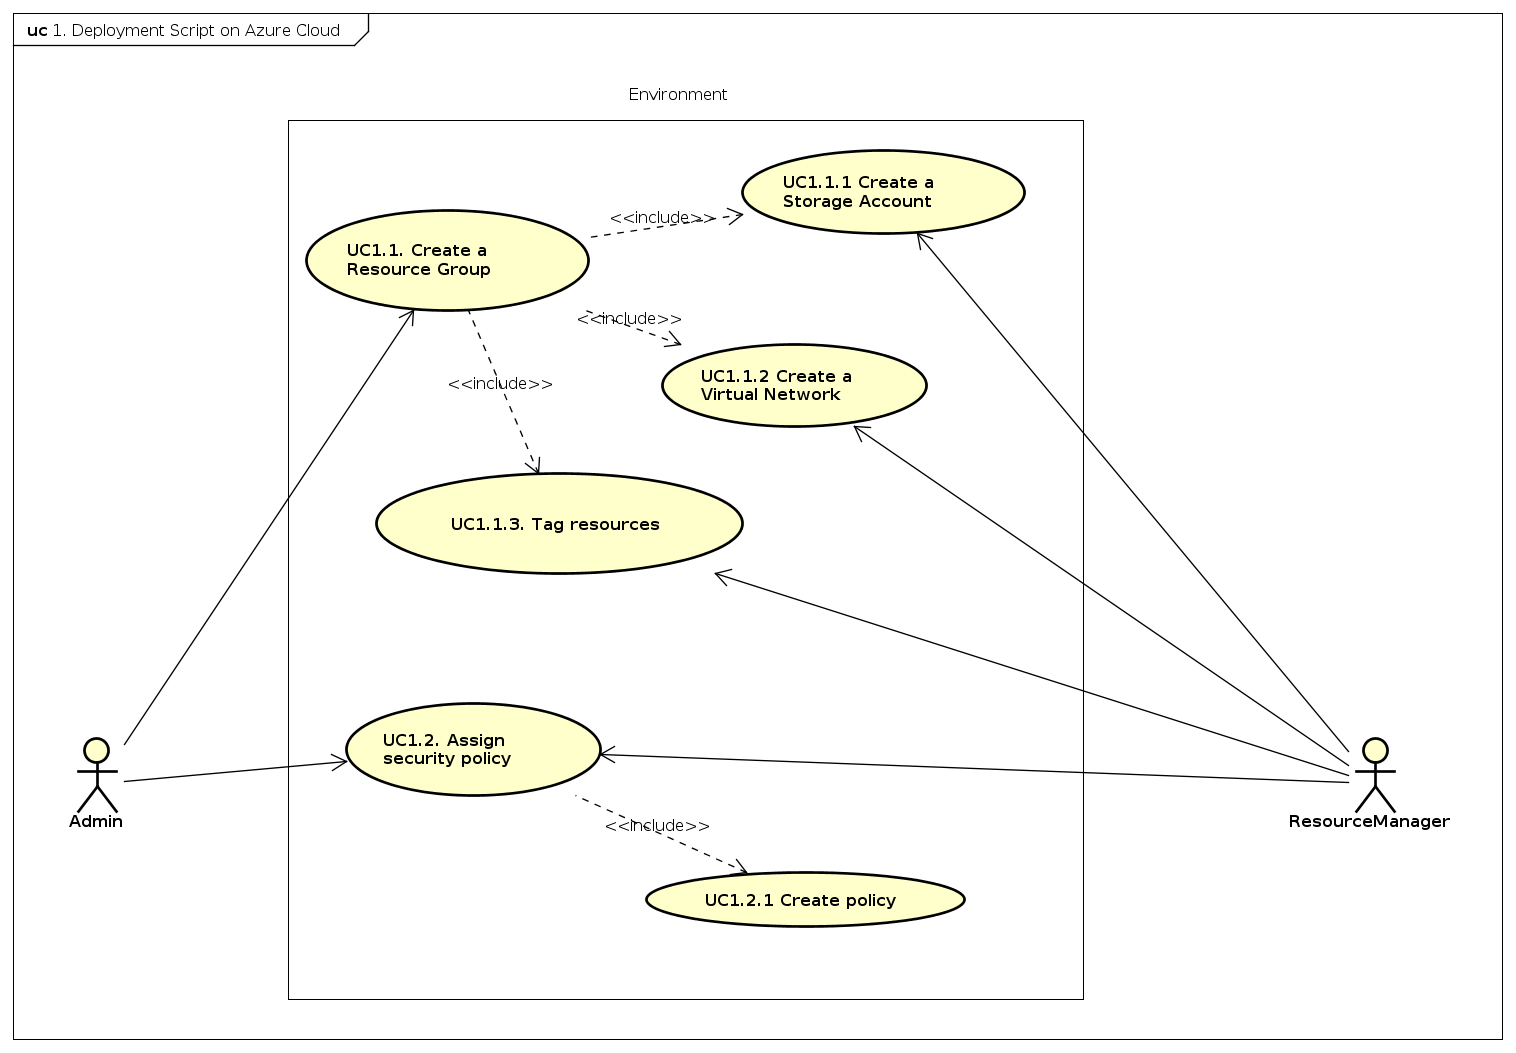 uc 1. Deployment Script on Azure Cloud
Environment
UC1.1.1 Create a
Storage Account
<<include>>
UC1.1. Create a
Resource Group
<<include>>
UC1.1.2 Create a
Virtual Network
<<include>>
UC1.1.3. Tag resources
UC1.2. Assign
security policy
Admin
ResourceManager
<<include>>
UC1.2.1 Create policy